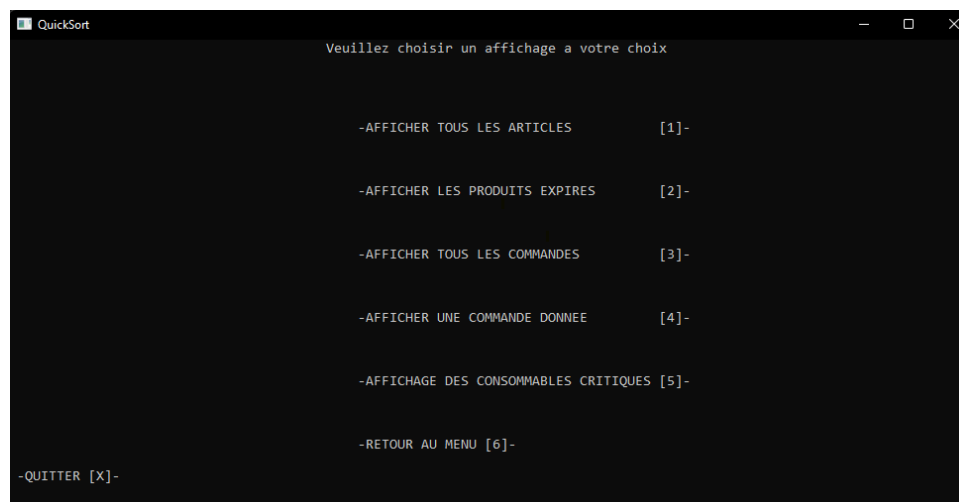 QuickSort
Veuillez choisir un affichage a votre choix
-AFFICHER TOUS LES ARTICLES [1]-
-AFFICHER LES PRODUITS EXPIRES [2]-
-AFFICHER TOUS LES COMMANDES [3]-
-AFFICHER UNE COMMANDE DONNEE [4]-
-AFFICHAGE DES CONSOMMABLES CRITIQUES [5]-
-RETOUR AU MENU [6]-
-QUITTER [X]-